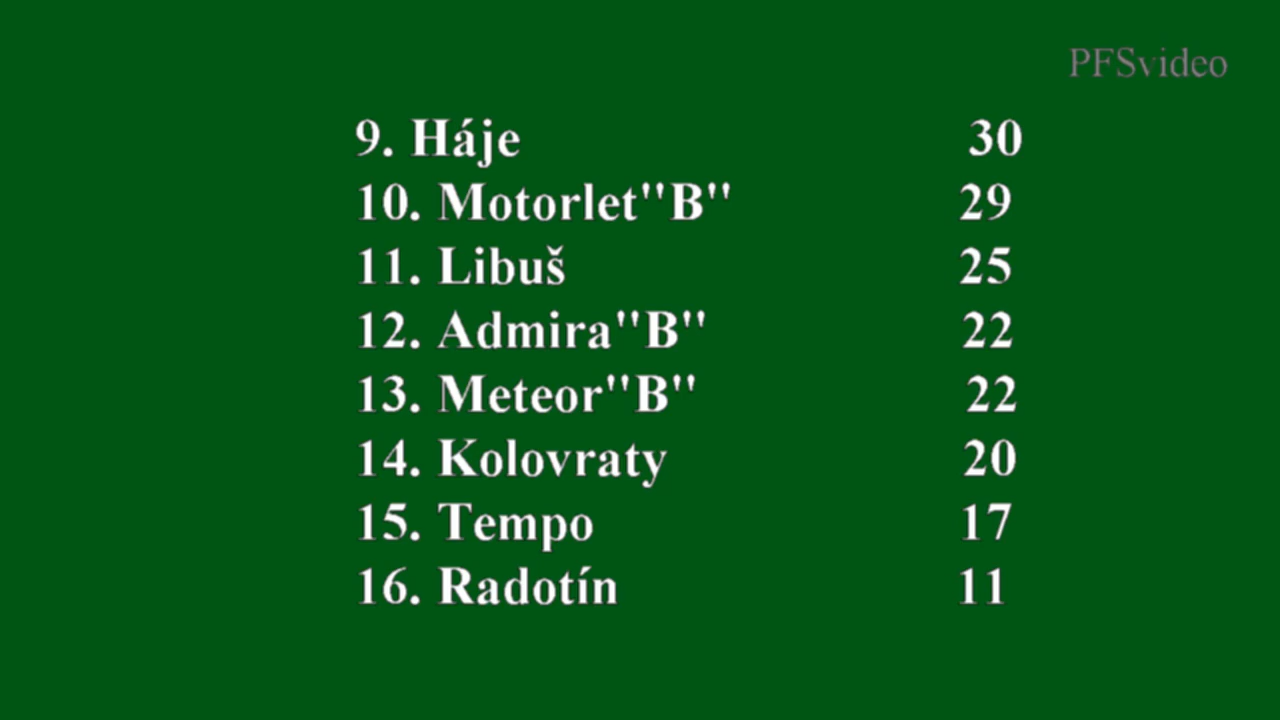 PFSvideo
9. Háje 30
10. Motorlet"B" 29
11. Libuš 25
12. Admira"B" 22
13. Meteor"B" 22
14. Kolovraty 20
15. Tempo 17
16. Radotín 11